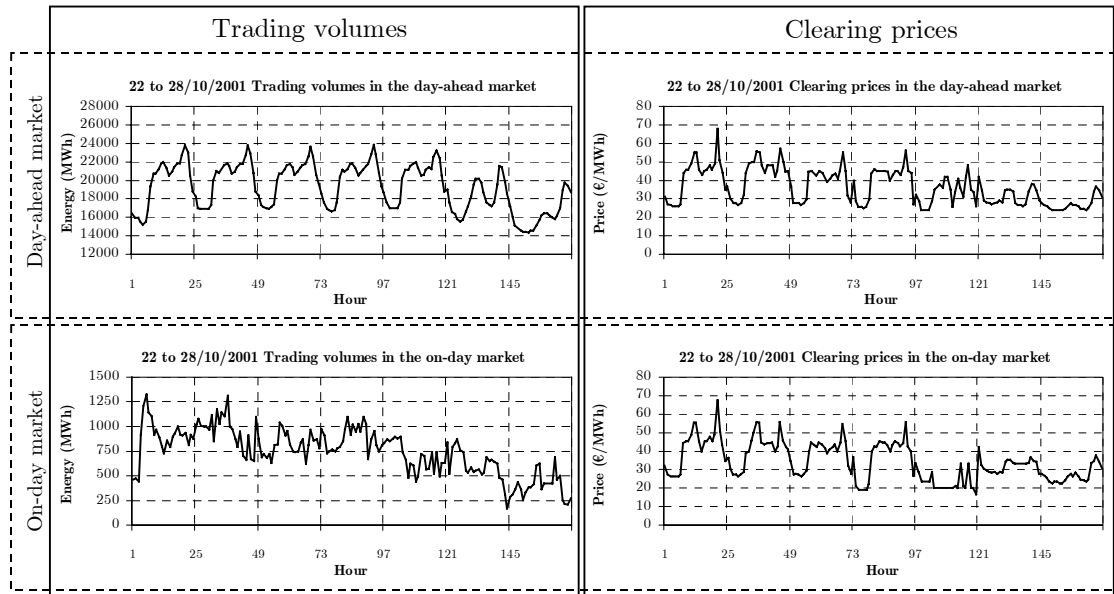 Trading volumes
Clearing prices
Day-ahead market
22 to 28/10/2001 Trading volumes in the day-ahead market
Energy (MWh)
28000
26000
24000
22000
20000
18000
16000
14000
12000
1 25 49 73 97 121 145
Hour
22 to 28/10/2001 Clearing prices in the day-ahead market
Price (€/MWh)
80
70
60
50
40
30
20
10
0
1 25 49 73 97 121 145
Hour
On-day market
22 to 28/10/2001 Trading volumes in the on-day market
Energy (MWh)
1500
1250
1000
750
500
250
0
1 25 49 73 97 121 145
Hour
22 to 28/10/2001 Clearing prices in the on-day market
Price (€/MWh)
80
70
60
50
40
30
20
10
0
1 25 49 73 97 121 145
Hour